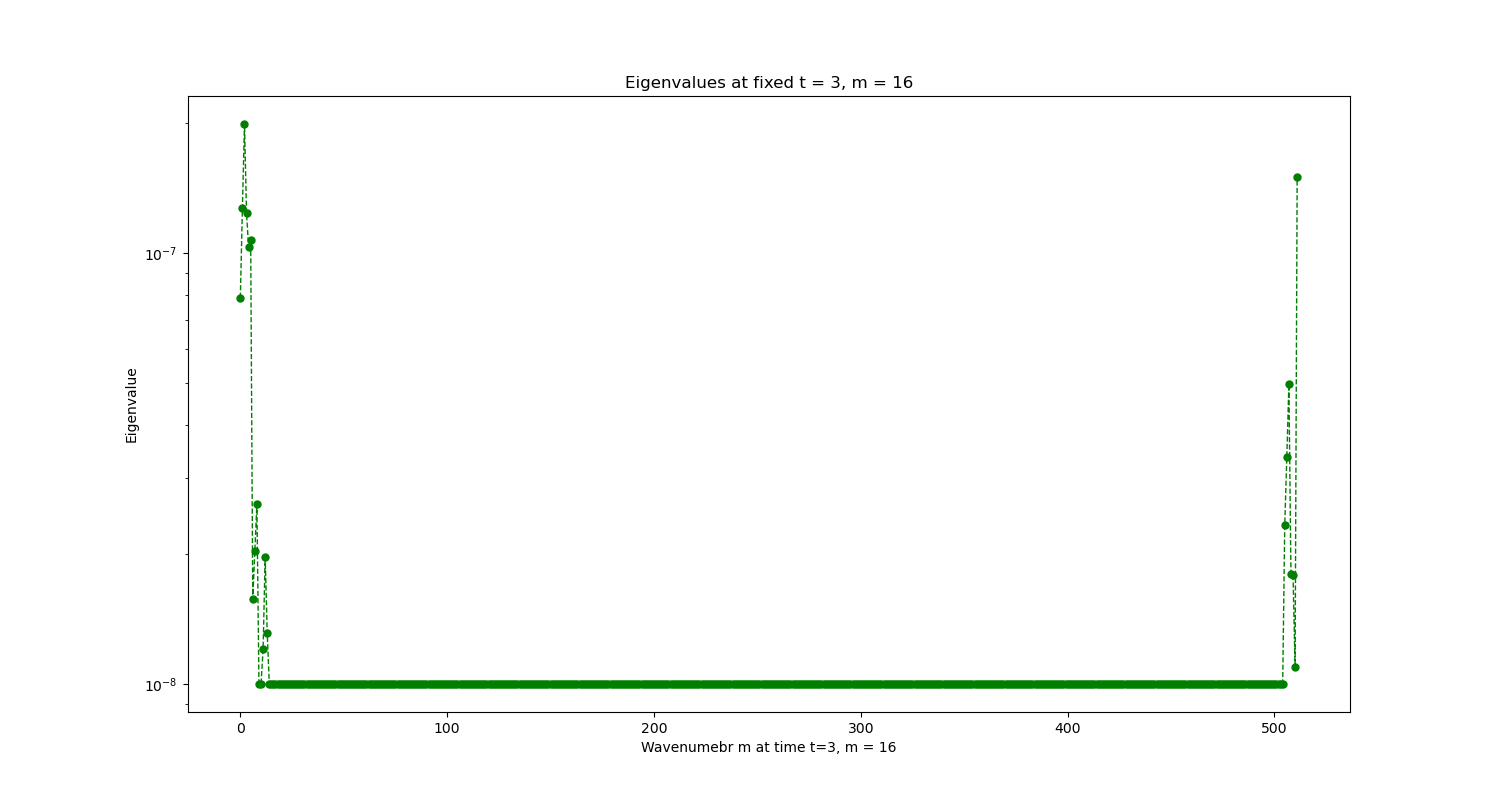 Eigenvalues at fixed t = 3, m = 16
Eigenvalue
10⁻⁷
10⁻⁸
0 100 200 300 400 500
Wavenumebr m at time t=3, m = 16